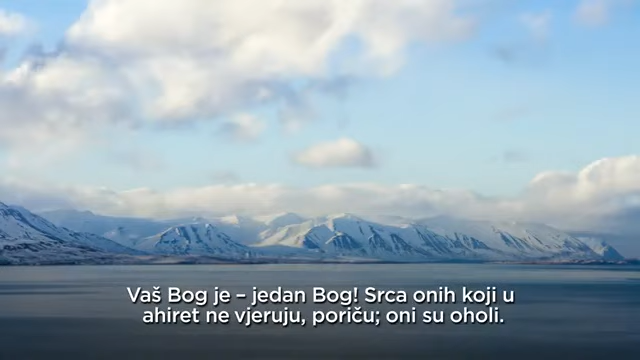 Vaš Bog je – jedan Bog! Srca onih koji u
ahiret ne vjeruju, poriču; oni su oholi.